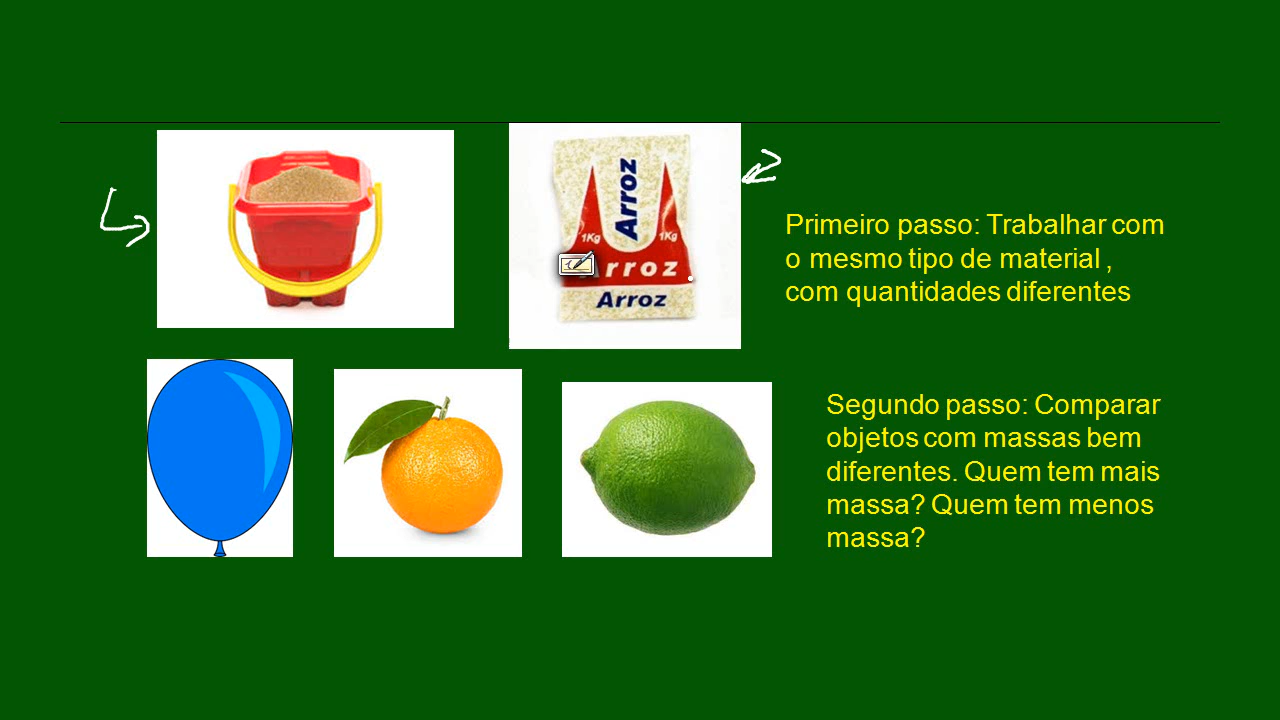 Arroz
1Kg 1Kg
Arroz
Primeiro passo: Trabalhar com
o mesmo tipo de material ,
com quantidades diferentes
Segundo passo: Comparar
objetos com massas bem
diferentes. Quem tem mais
massa? Quem tem menos
massa?